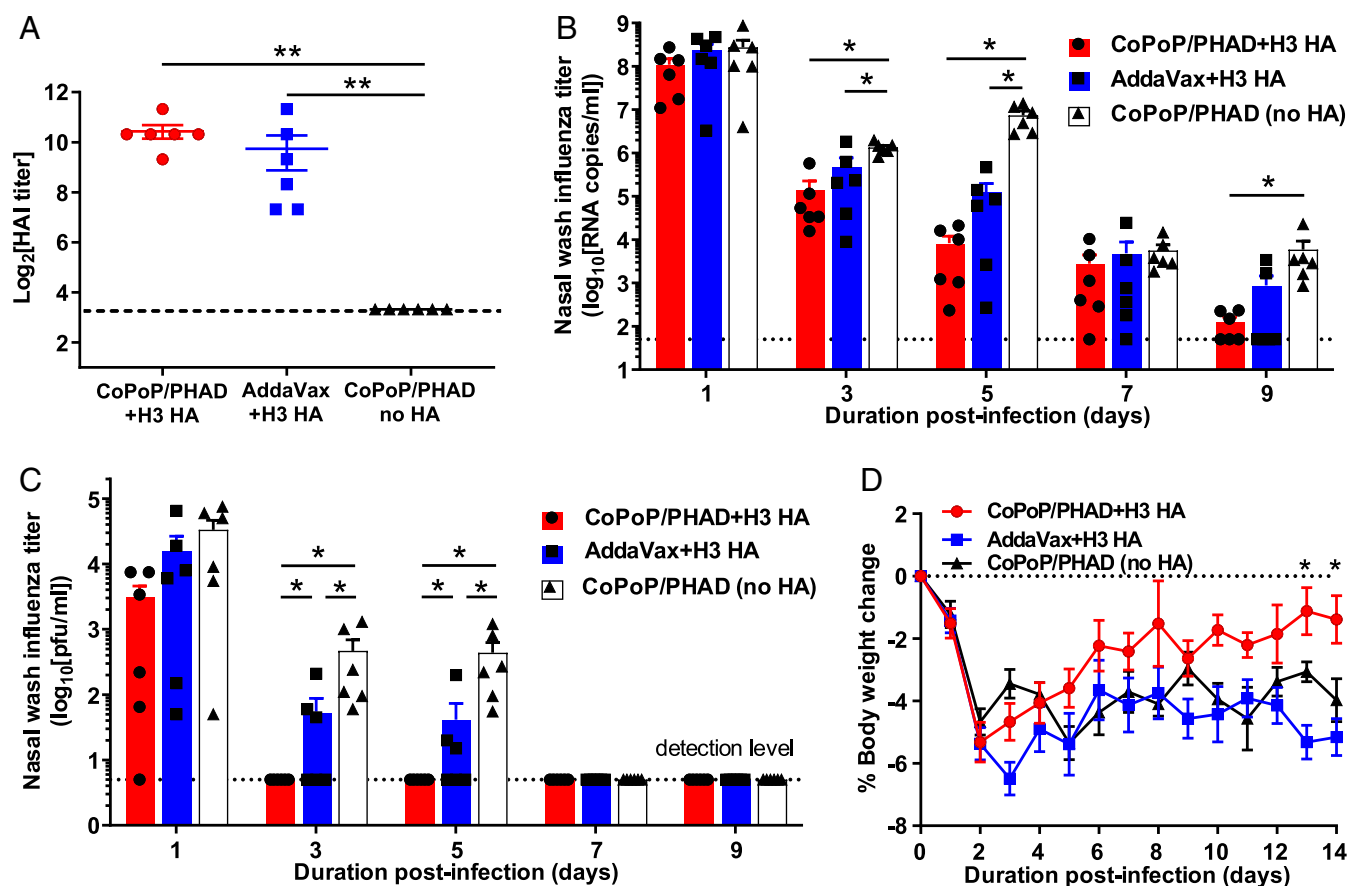 A
Log2[HAI titer]
12
10
8
6
4
2
**
**
CoPoP/PHAD
+H3 HA
AddaVax
+H3 HA
CoPoP/PHAD
no HA
B
Nasal wash influenza titer
(log10[RNA copies/ml])
9
8
7
6
5
4
3
2
1
*
*
*
*
*
CoPoP/PHAD+H3 HA
AddaVax+H3 HA
CoPoP/PHAD (no HA)
1 3 5 7 9
Duration post-infection (days)
C
Nasal wash influenza titer
(log10[pfu/ml])
5
4
3
2
1
0
*
* *
*
* *
CoPoP/PHAD+H3 HA
AddaVax+H3 HA
CoPoP/PHAD (no HA)
detection level
1 3 5 7 9
Duration post-infection (days)
D
CoPoP/PHAD+H3 HA
AddaVax+H3 HA
CoPoP/PHAD (no HA)
% Body weight change
2
0
-2
-4
-6
-8
* *
0 2 4 6 8 10 12 14
Duration post-infection (days)